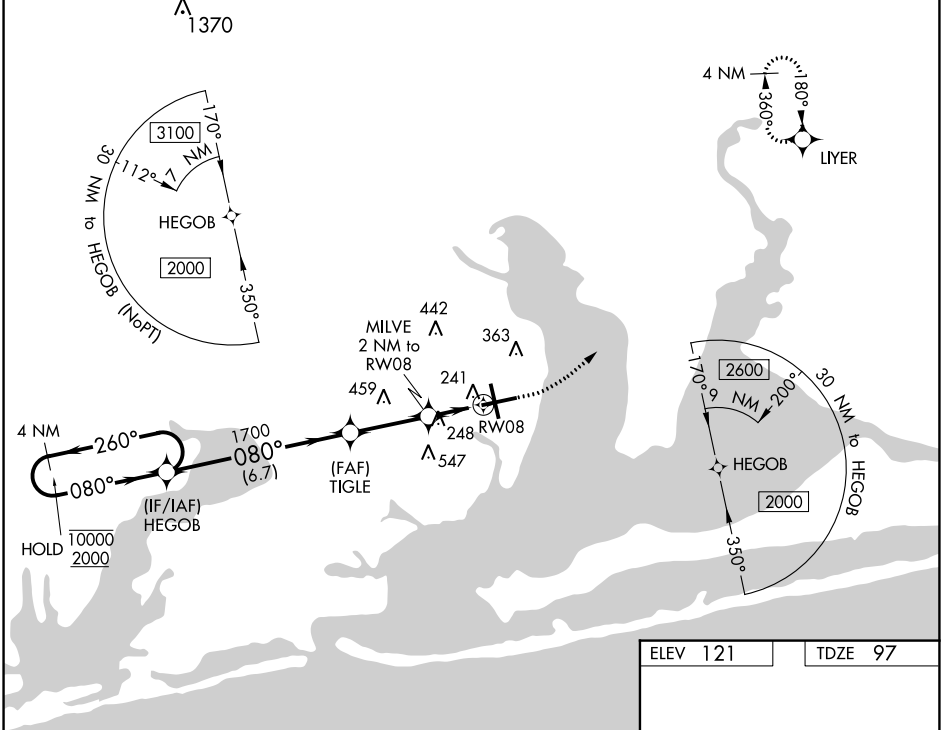 1370
4 NM
360°
180°
LIYER
170°
3100
7 NM
112°
30 NM to HEGOB (NoPT)
HEGOB
2000
350°
442
MILVE
2 NM to
RW08
363
459
241
248
RW08
547
170°
2600
9 NM
200°
30 NM to HEGOB
HEGOB
2000
350°
4 NM
260°
080°
1700
080°
(6.7)
(FAF)
TIGLE
(IF/IAF)
HEGOB
HOLD
10000
2000
ELEV 121
TDZE 97